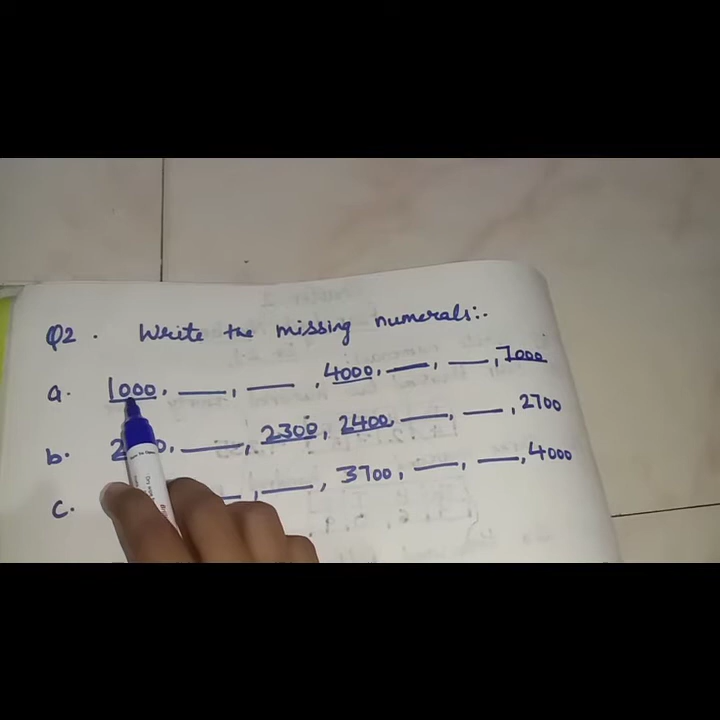 Q2. Write the missing numerals:.
a. 1000, ___, ___, 4000, ___, ___, 7000
b. ___, 2300, 2400, ___, ___, 2700
c. ___, ___, 3700, ___, ___, 4000